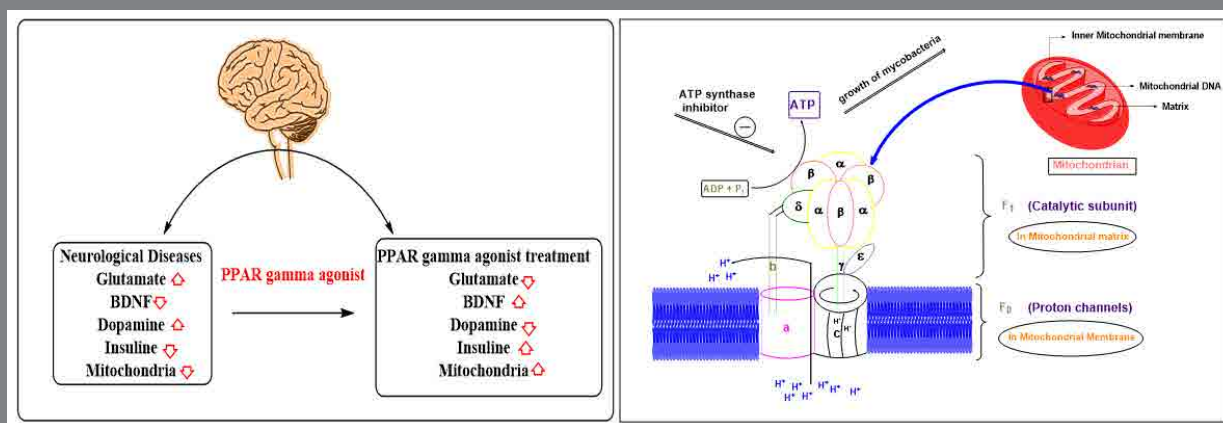 Neurological Diseases
Glutamate
BDNF
Dopamine
Insuline
Mitochondria
PPAR gamma agonist
PPAR gamma agonist treatment
Glutamate
BDNF
Dopamine
Insuline
Mitochondria
Inner Mitochondrial membrane
Mitochondrial DNA
Matrix
Mitochondrian
growth of mycobacteria
ATP synthase
inhibitor
−
ATP
ADP + Pi
α
β
β
δ
α
β
α
γ
ε
b
a
C
H+
H+
H+
H+ H+
F1 (Catalytic subunit)
In Mitochondrial matrix
F0 (Proton channels)
In Mitochondrial Membrane
H+ H+ H+ H+ H+
H+ H+ H+